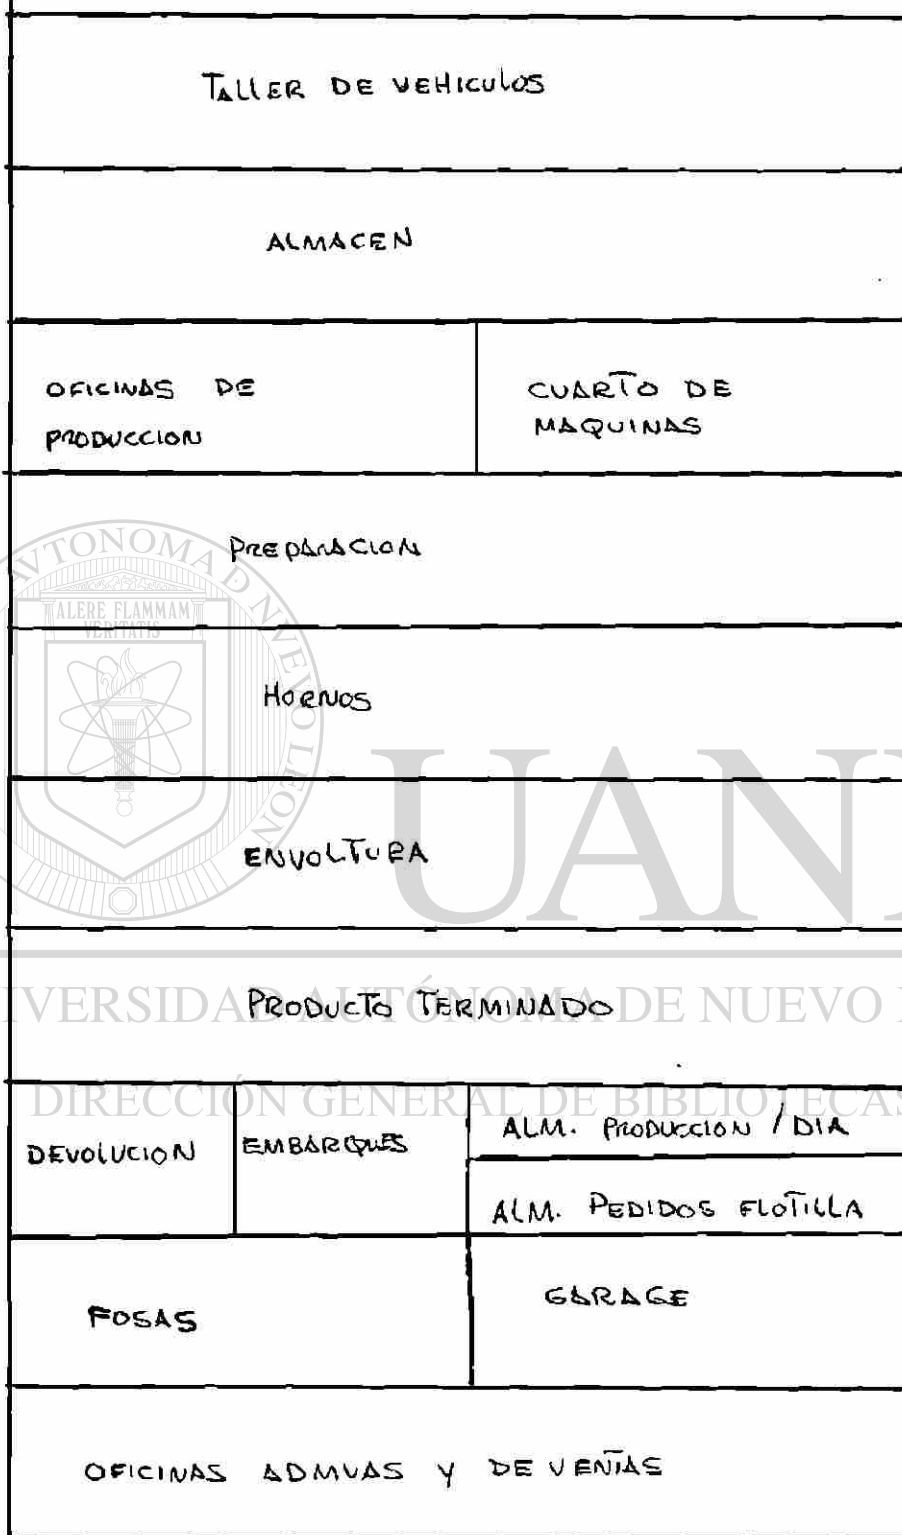 TALLER DE VEHICULOS
ALMACEN
OFICINAS DE
PRODUCCION
CUARTO DE
MAQUINAS
PREPARACION
HORNOS
ENVOLTURA
PRODUCTO TERMINADO
DEVOLUCION
EMBARQUES
ALM. PRODUCCION / DIA
ALM. PEDIDOS FLOTILLA
FOSAS
GARAGE
OFICINAS ADMVAS Y DE VENTAS
ALERE FLAMMAM
VERITATIS
UAN
AUTÓNOMA DE NUEVO
DIRECCIÓN GENERAL DE BIBLIOTECAS